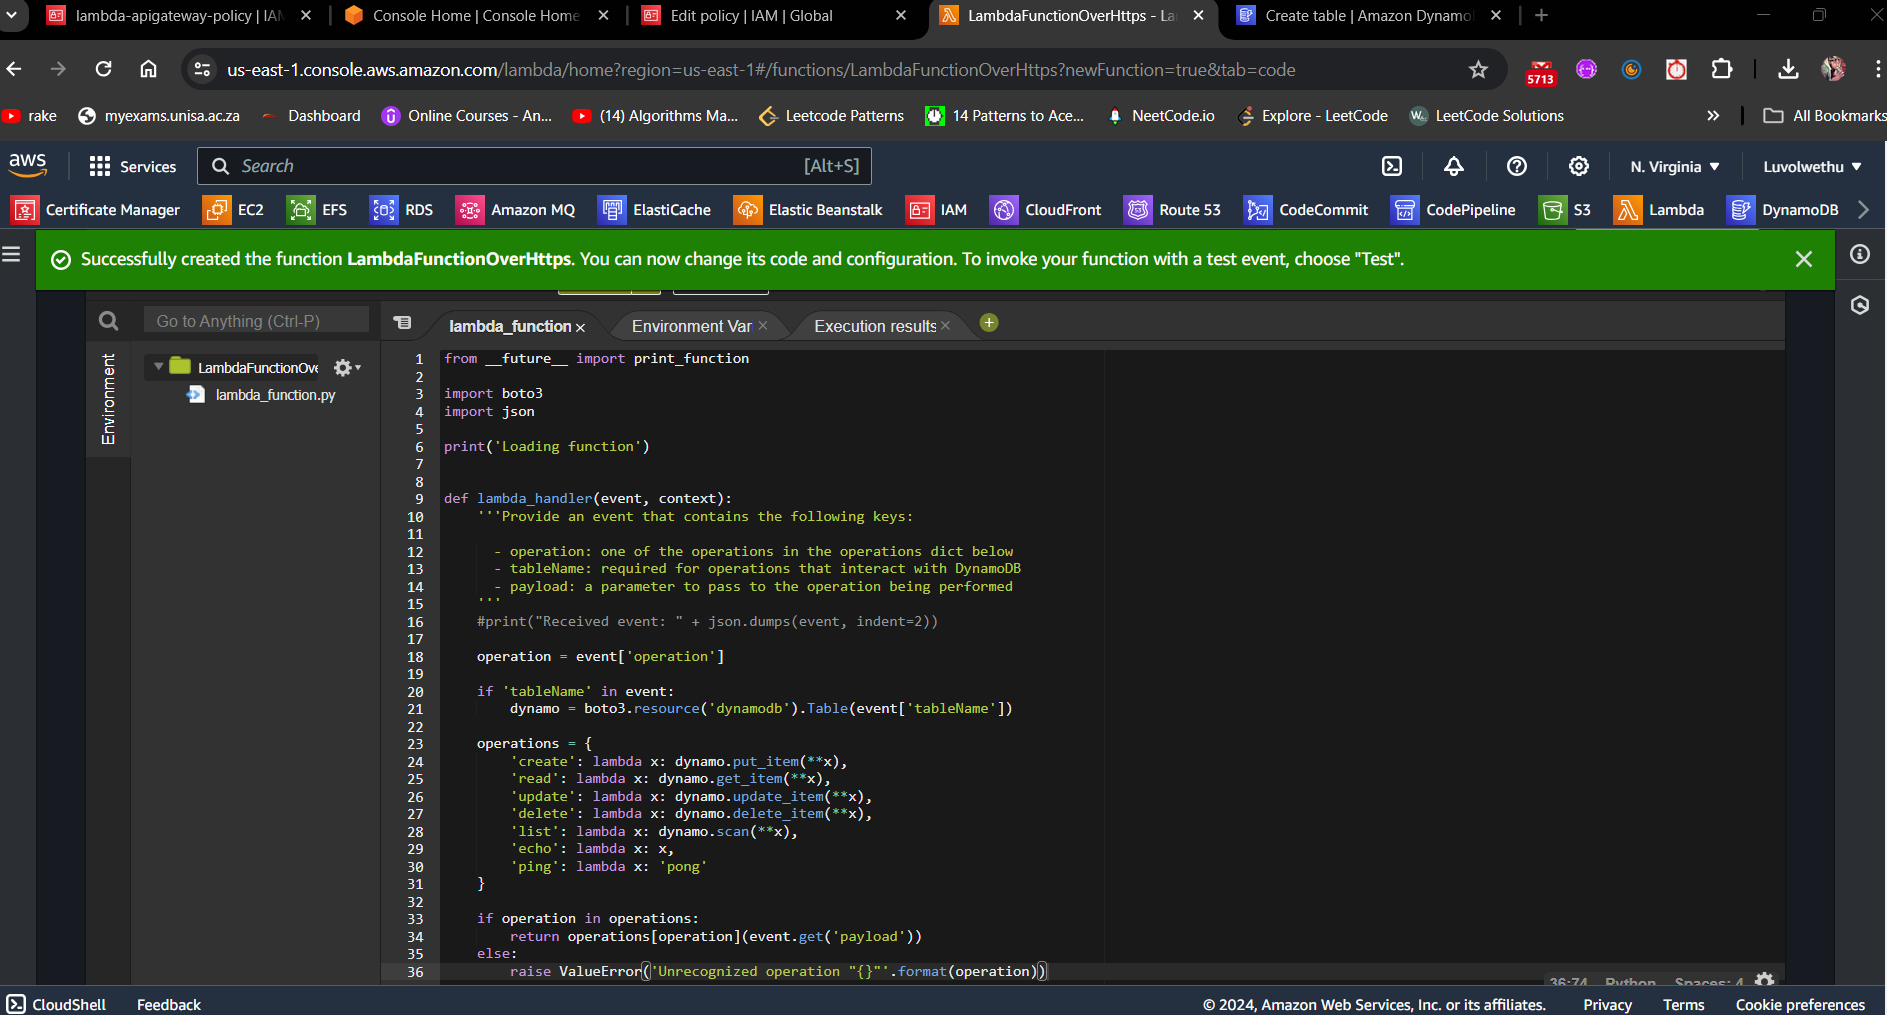 lambda-apigateway-policy | IAM
Console Home | Console Home
Edit policy | IAM | Global
LambdaFunctionOverHttps - La
Create table | Amazon Dynamo
us-east-1.console.aws.amazon.com/lambda/home?region=us-east-1#/functions/LambdaFunctionOverHttps?newFunction=true&tab=code
5713
rake
myexams.unisa.ac.za
Dashboard
Online Courses - An...
(14) Algorithms Ma...
Leetcode Patterns
14 Patterns to Ace...
NeetCode.io
Explore - LeetCode
LeetCode Solutions
All Bookmarks
aws
Services
Search
[Alt+S]
N. Virginia
Luvolwethu
Certificate Manager
EC2
EFS
RDS
Amazon MQ
ElastiCache
Elastic Beanstalk
IAM
CloudFront
Route 53
CodeCommit
CodePipeline
S3
Lambda
DynamoDB
Successfully created the function LambdaFunctionOverHttps. You can now change its code and configuration. To invoke your function with a test event, choose "Test".
Go to Anything (Ctrl-P)
lambda_function
Environment Var
Execution results
Environment
LambdaFunctionOve
lambda_function.py
1 from __future__ import print_function
2
3 import boto3
4 import json
5
6 print('Loading function')
7
8
9 def lambda_handler(event, context):
10 '''Provide an event that contains the following keys:
11
12 - operation: one of the operations in the operations dict below
13 - tableName: required for operations that interact with DynamoDB
14 - payload: a parameter to pass to the operation being performed
15 '''
16 #print("Received event: " + json.dumps(event, indent=2))
17
18 operation = event['operation']
19
20 if 'tableName' in event:
21 dynamo = boto3.resource('dynamodb').Table(event['tableName'])
22
23 operations = {
24 'create': lambda x: dynamo.put_item(**x),
25 'read': lambda x: dynamo.get_item(**x),
26 'update': lambda x: dynamo.update_item(**x),
27 'delete': lambda x: dynamo.delete_item(**x),
28 'list': lambda x: dynamo.scan(**x),
29 'echo': lambda x: x,
30 'ping': lambda x: 'pong'
31 }
32
33 if operation in operations:
34 return operations[operation](event.get('payload'))
35 else:
36 raise ValueError('Unrecognized operation "{}"'.format(operation))
36:74 Python Spaces: 4
CloudShell
Feedback
© 2024, Amazon Web Services, Inc. or its affiliates.
Privacy
Terms
Cookie preferences